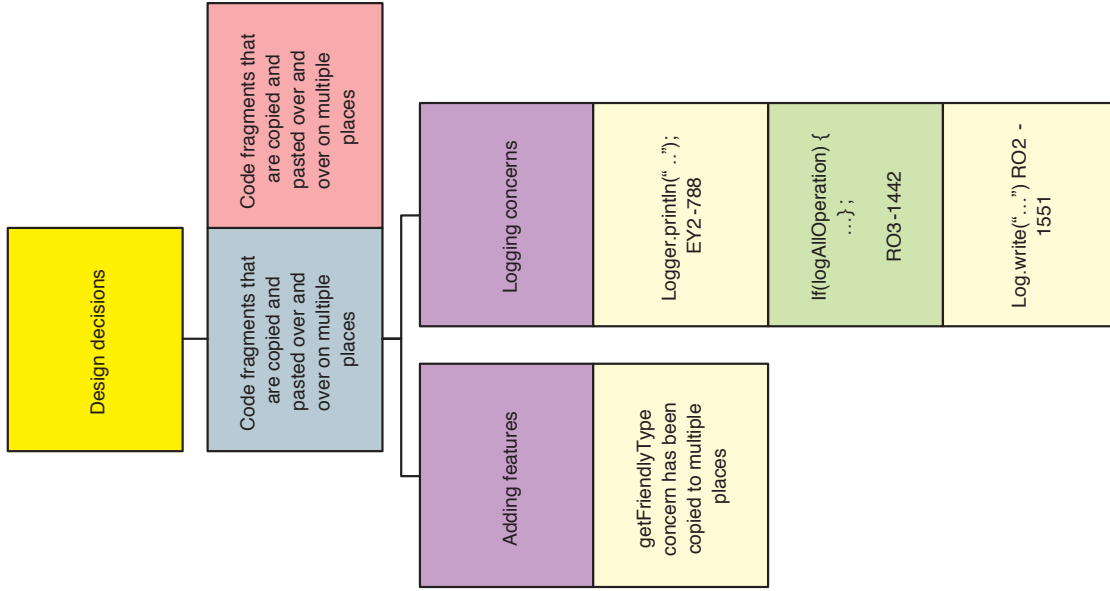 Design decisions
Code fragments that
are copied and
pasted over and
over on multiple
places
Code fragments that
are copied and
pasted over and
over on multiple
places
Adding features
getFriendlyType
concern has been
copied to multiple
places
Logging concerns
Logger.println(“ ..”);
EY2 -788
If(logAllOperation) {
...} ;
RO3-1442
Log.write(“...”) RO2 -
1551